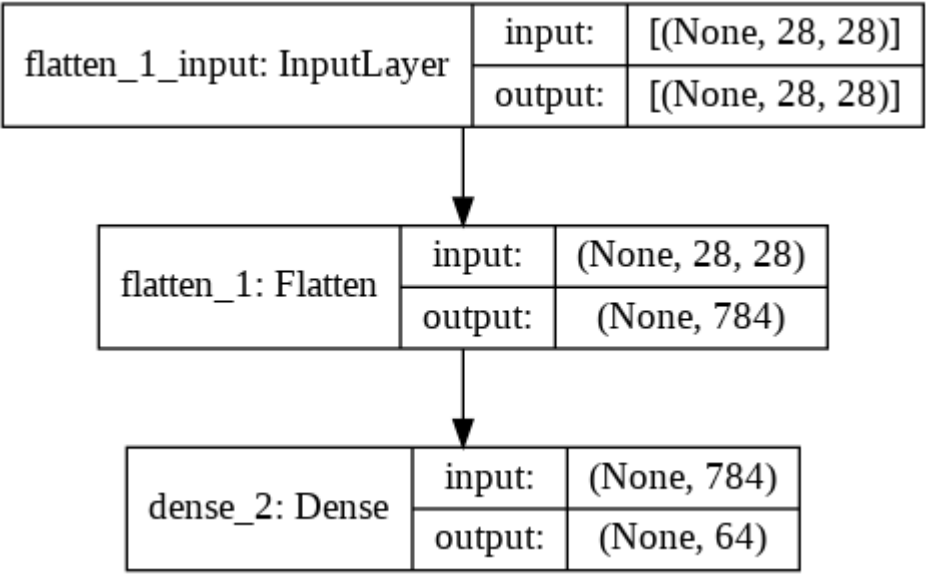 flatten_1_input: InputLayer
input: [(None, 28, 28)]
output: [(None, 28, 28)]
flatten_1: Flatten
input: (None, 28, 28)
output: (None, 784)
dense_2: Dense
input: (None, 784)
output: (None, 64)